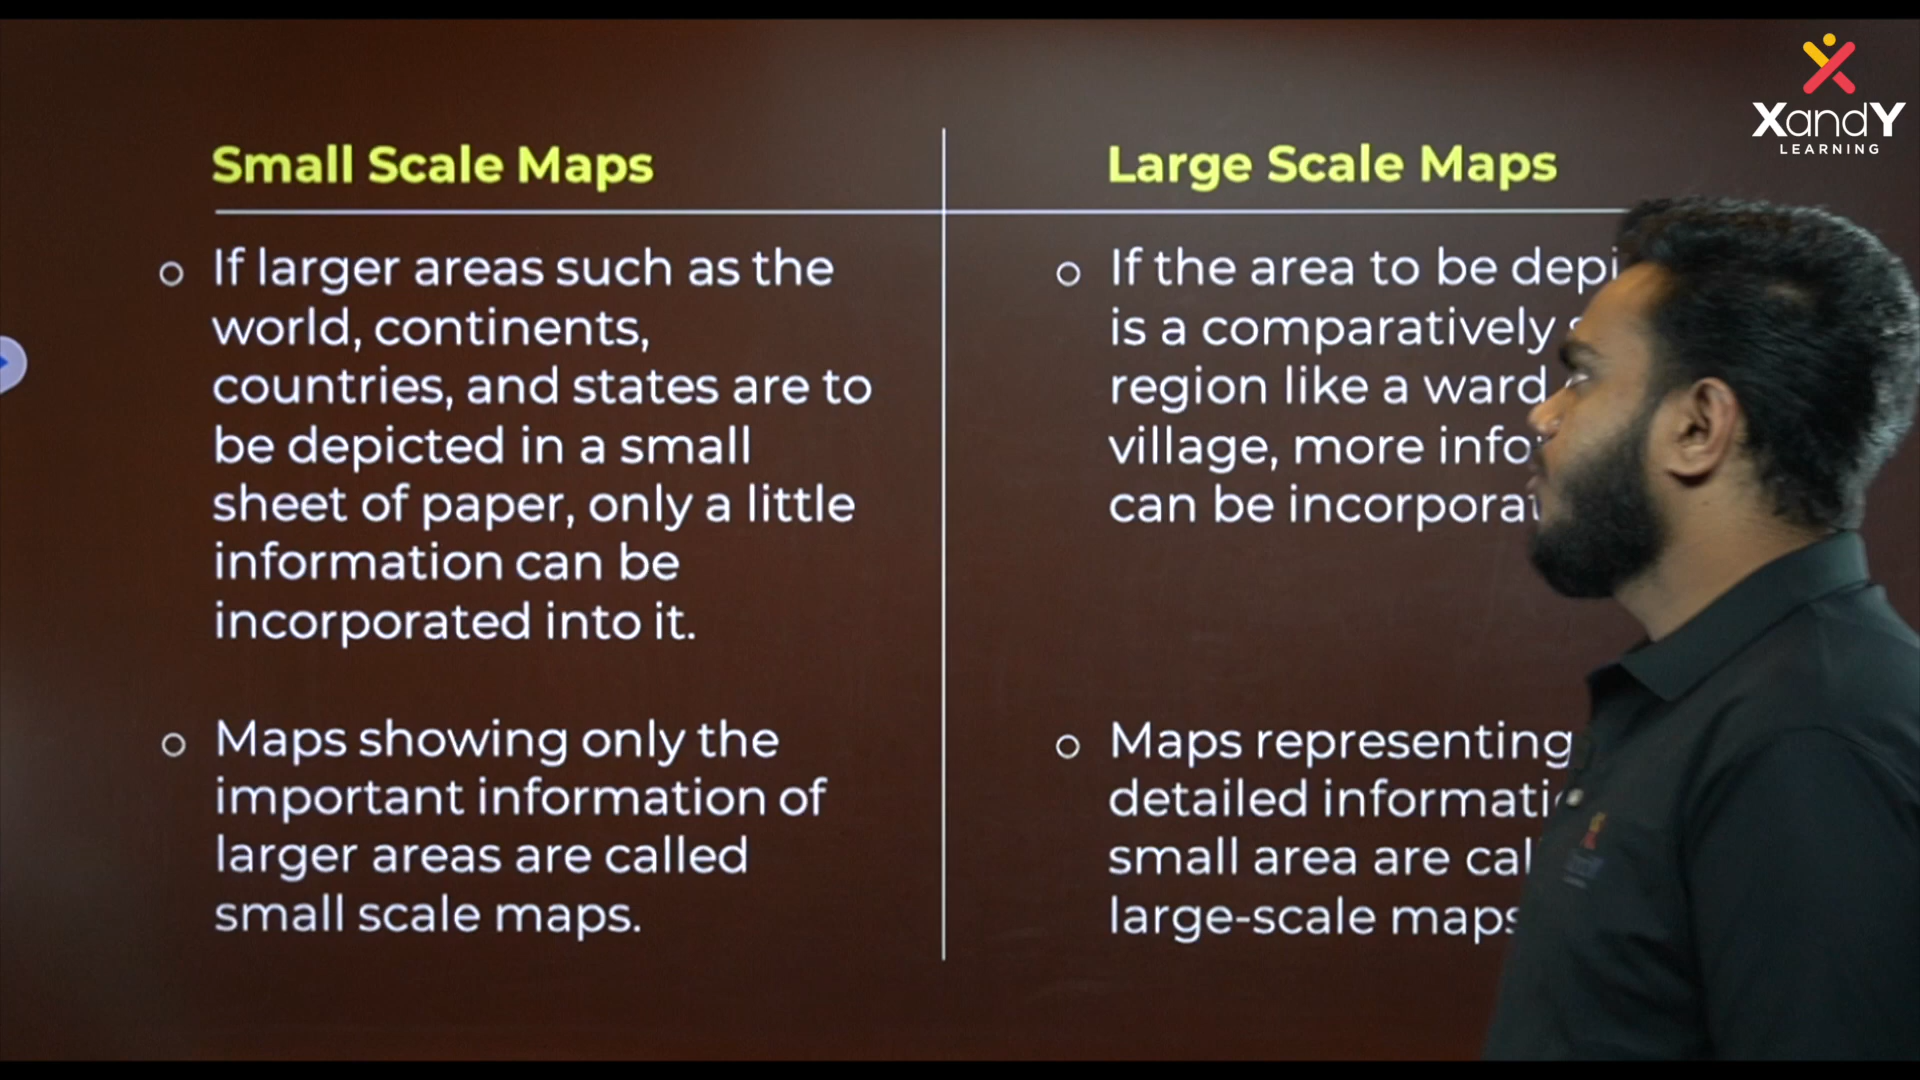 XandY
LEARNING
Small Scale Maps
If larger areas such as the
world, continents,
countries, and states are to
be depicted in a small
sheet of paper, only a little
information can be
incorporated into it.
Maps showing only the
important information of
larger areas are called
small scale maps.
Large Scale Maps
If the area to be
is a comparatively
region like a ward
village, more
can be
Maps representing
detailed
small area are
large-scale maps